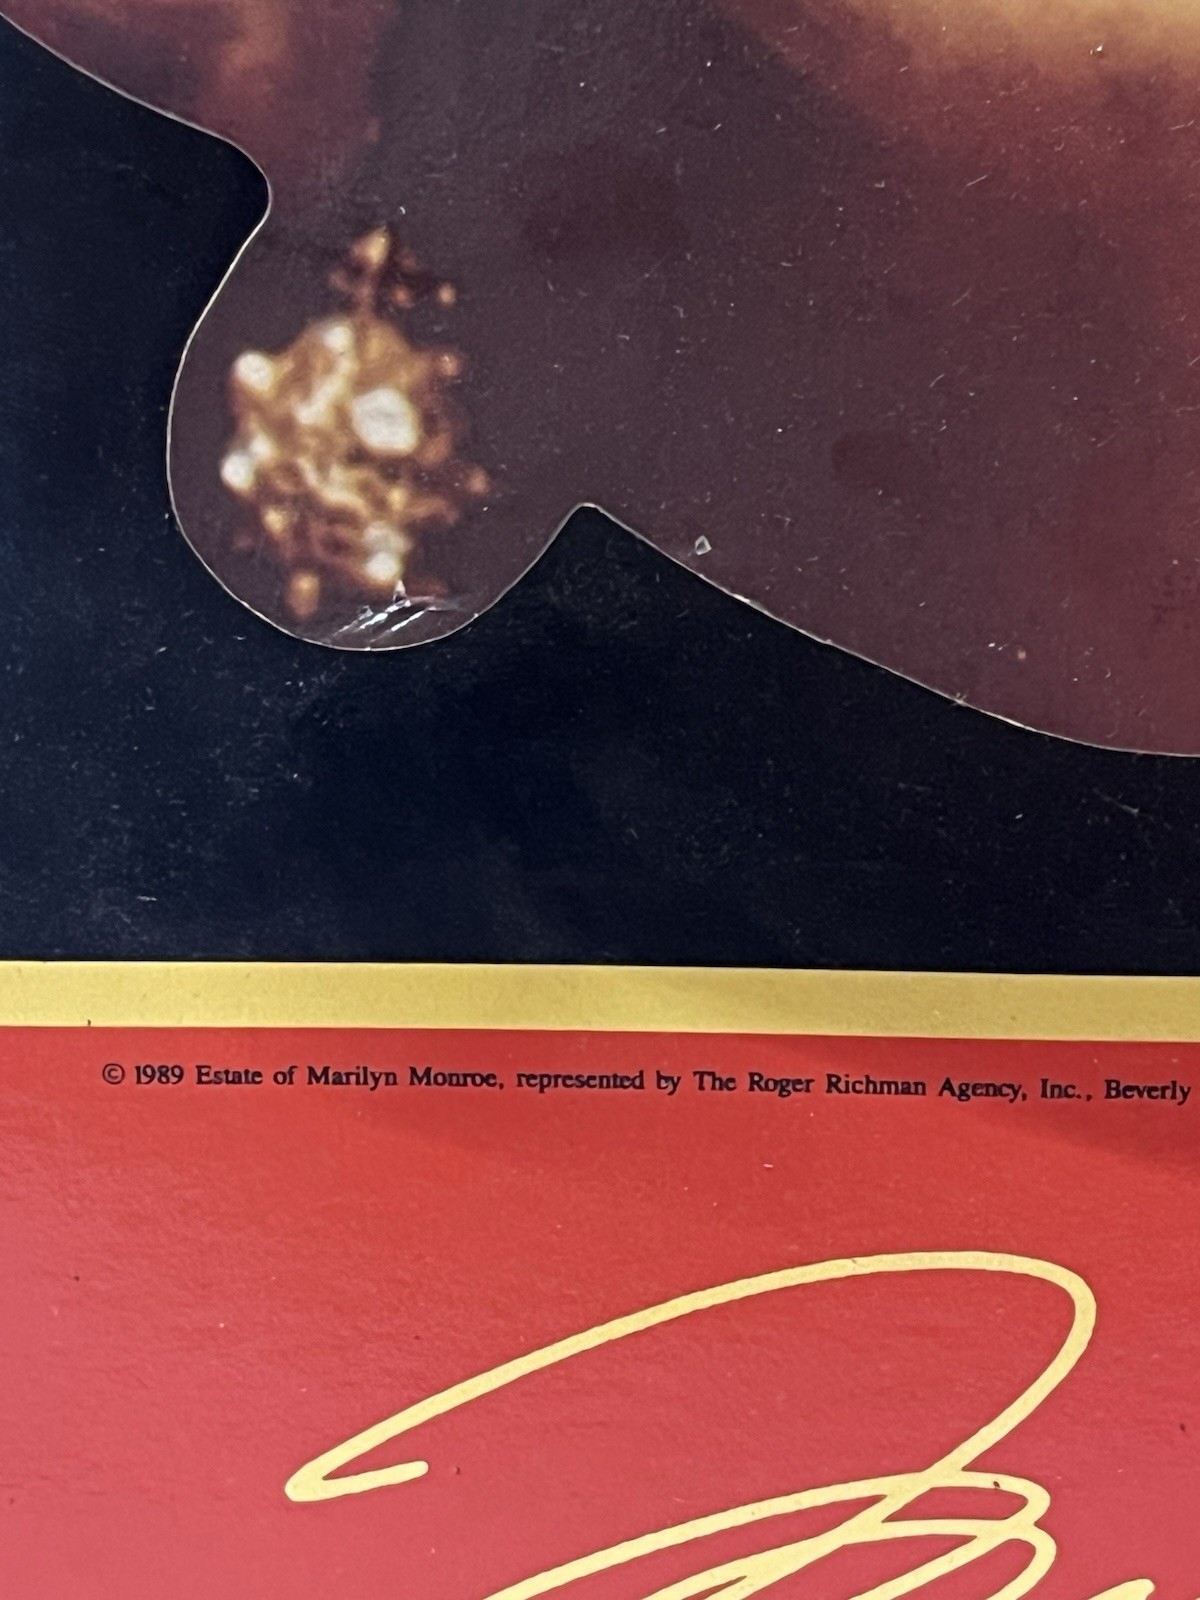 © 1989 Estate of Marilyn Monroe, represented by The Roger Richman Agency, Inc., Beverly